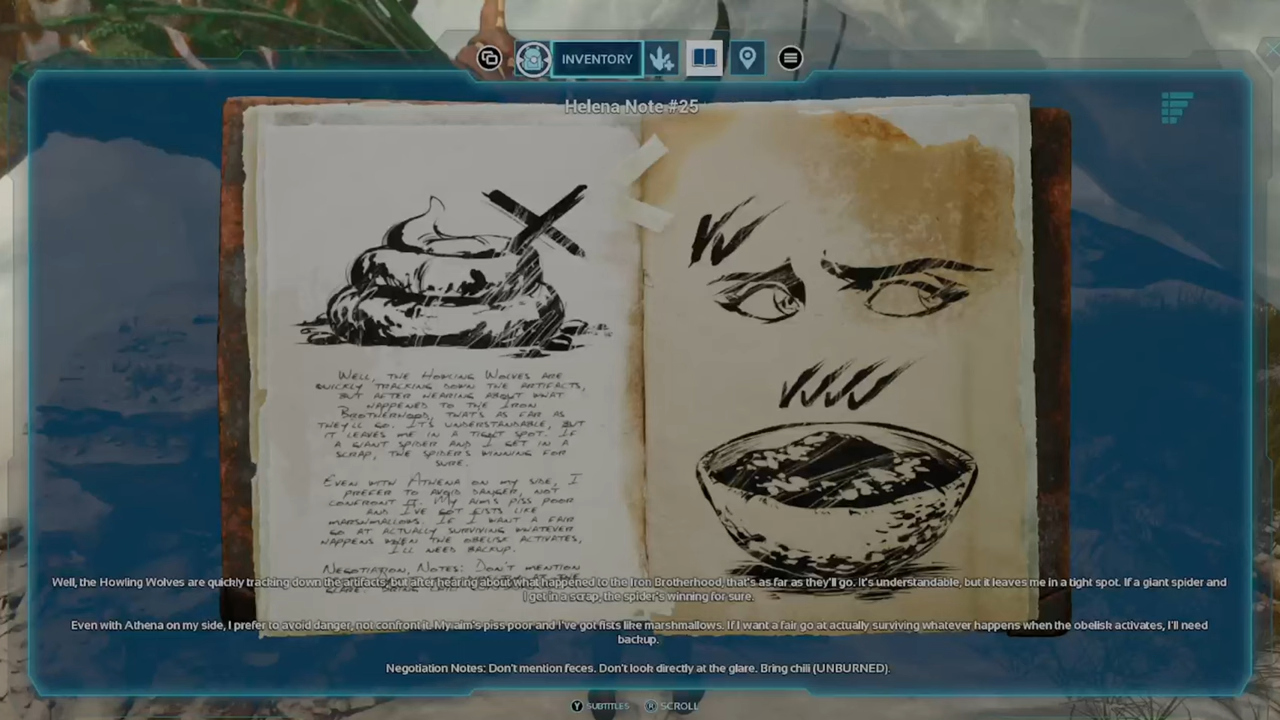 INVENTORY
Helena Note #25
WELL, THE HOWLING WOLVES ARE
QUICKLY TRACKING DOWN THE ARTIFACTS,
BUT AFTER HEARING ABOUT WHAT
HAPPENED TO THE IRON
BROTHERHOOD, THAT'S AS FAR AS
THEY'LL GO. IT'S UNDERSTANDABLE, BUT
IT LEAVES ME IN A TIGHT SPOT. IF
A GIANT SPIDER AND I GET IN A
SCRAP, THE SPIDER'S WINNING FOR
SURE.
EVEN WITH ATHENA ON MY SIDE, I
PREFER TO AVOID DANGER, NOT
CONFRONT IT. MY AIM'S PISS POOR
AND I'VE GOT FISTS LIKE
MARSHMALLOWS. IF I WANT A FAIR
GO AT ACTUALLY SURVIVING WHATEVER
HAPPENS WHEN THE OBELISK ACTIVATES,
I'LL NEED BACKUP.
NEGOTIATION NOTES: DON'T MENTION
Well, the Howling Wolves are quickly tracking down the artifacts, but after hearing about what happened to the Iron Brotherhood, that's as far as they'll go. It's understandable, but it leaves me in a tight spot. If a giant spider and
I get in a scrap, the spider's winning for sure.
Even with Athena on my side, I prefer to avoid danger, not confront it. My aim's piss poor and I've got fists like marshmallows. If I want a fair go at actually surviving whatever happens when the obelisk activates, I'll need
backup.
Negotiation Notes: Don't mention feces. Don't look directly at the glare. Bring chili (UNBURNED).
Y SUBTITLES R SCROLL